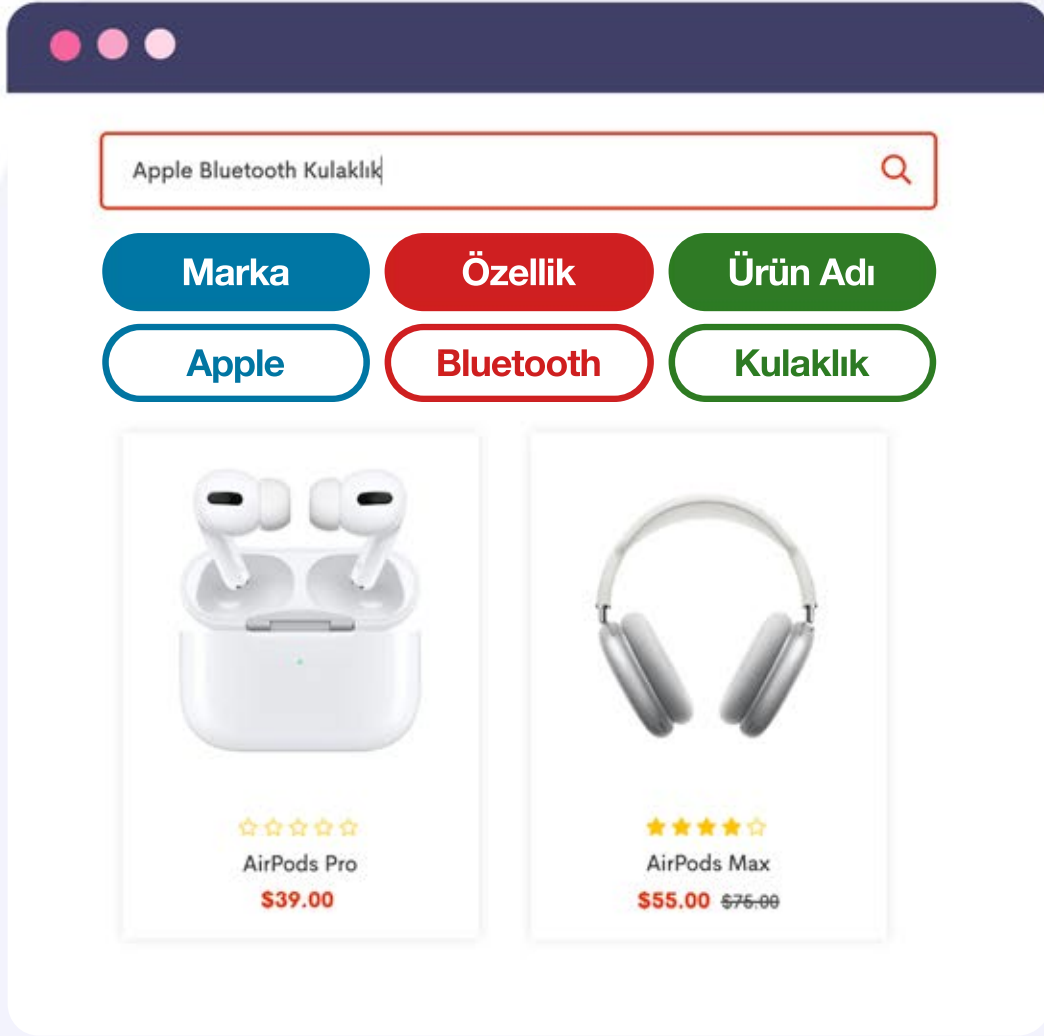 Apple Bluetooth Kulaklık
Marka Özellik Ürün Adı
Apple Bluetooth Kulaklık
AirPods Pro
$39.00
AirPods Max
$55.00 $75.00